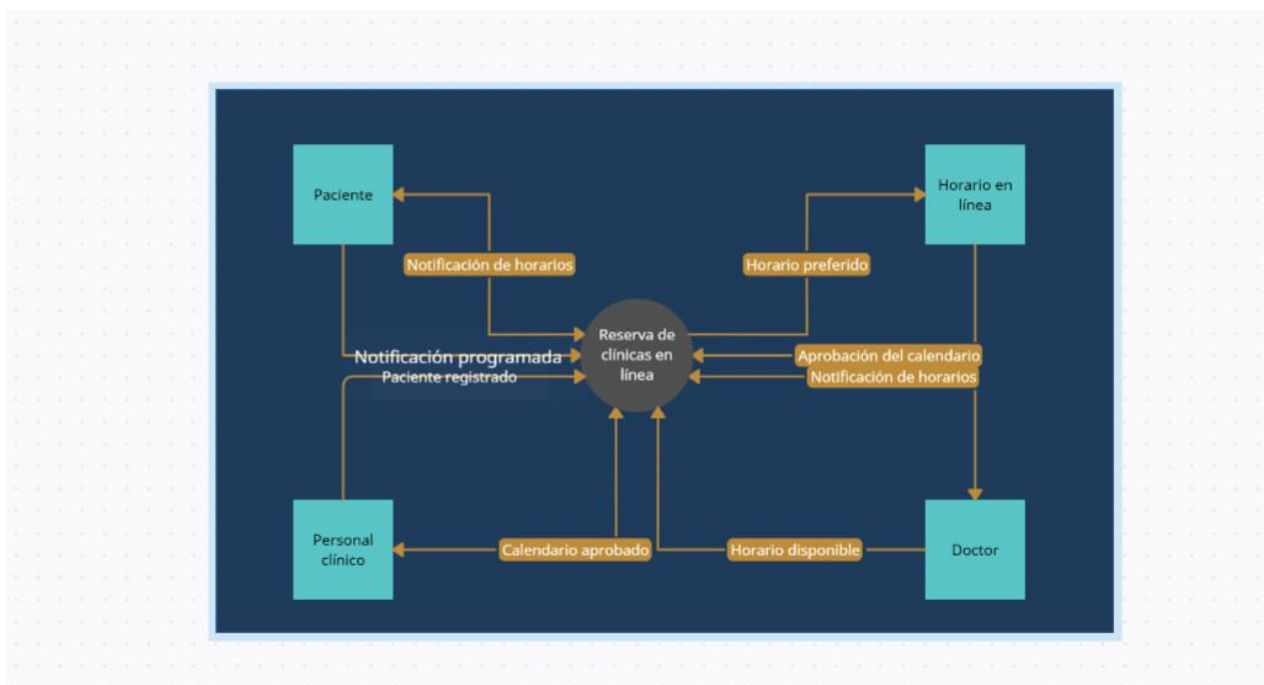 Paciente
Horario en
línea
Notificación de horarios
Horario preferido
Reserva de
clínicas en
línea
Notificación programada
Aprobación del calendario
Paciente registrado
Notificación de horarios
Personal
clínico
Calendario aprobado
Horario disponible
Doctor